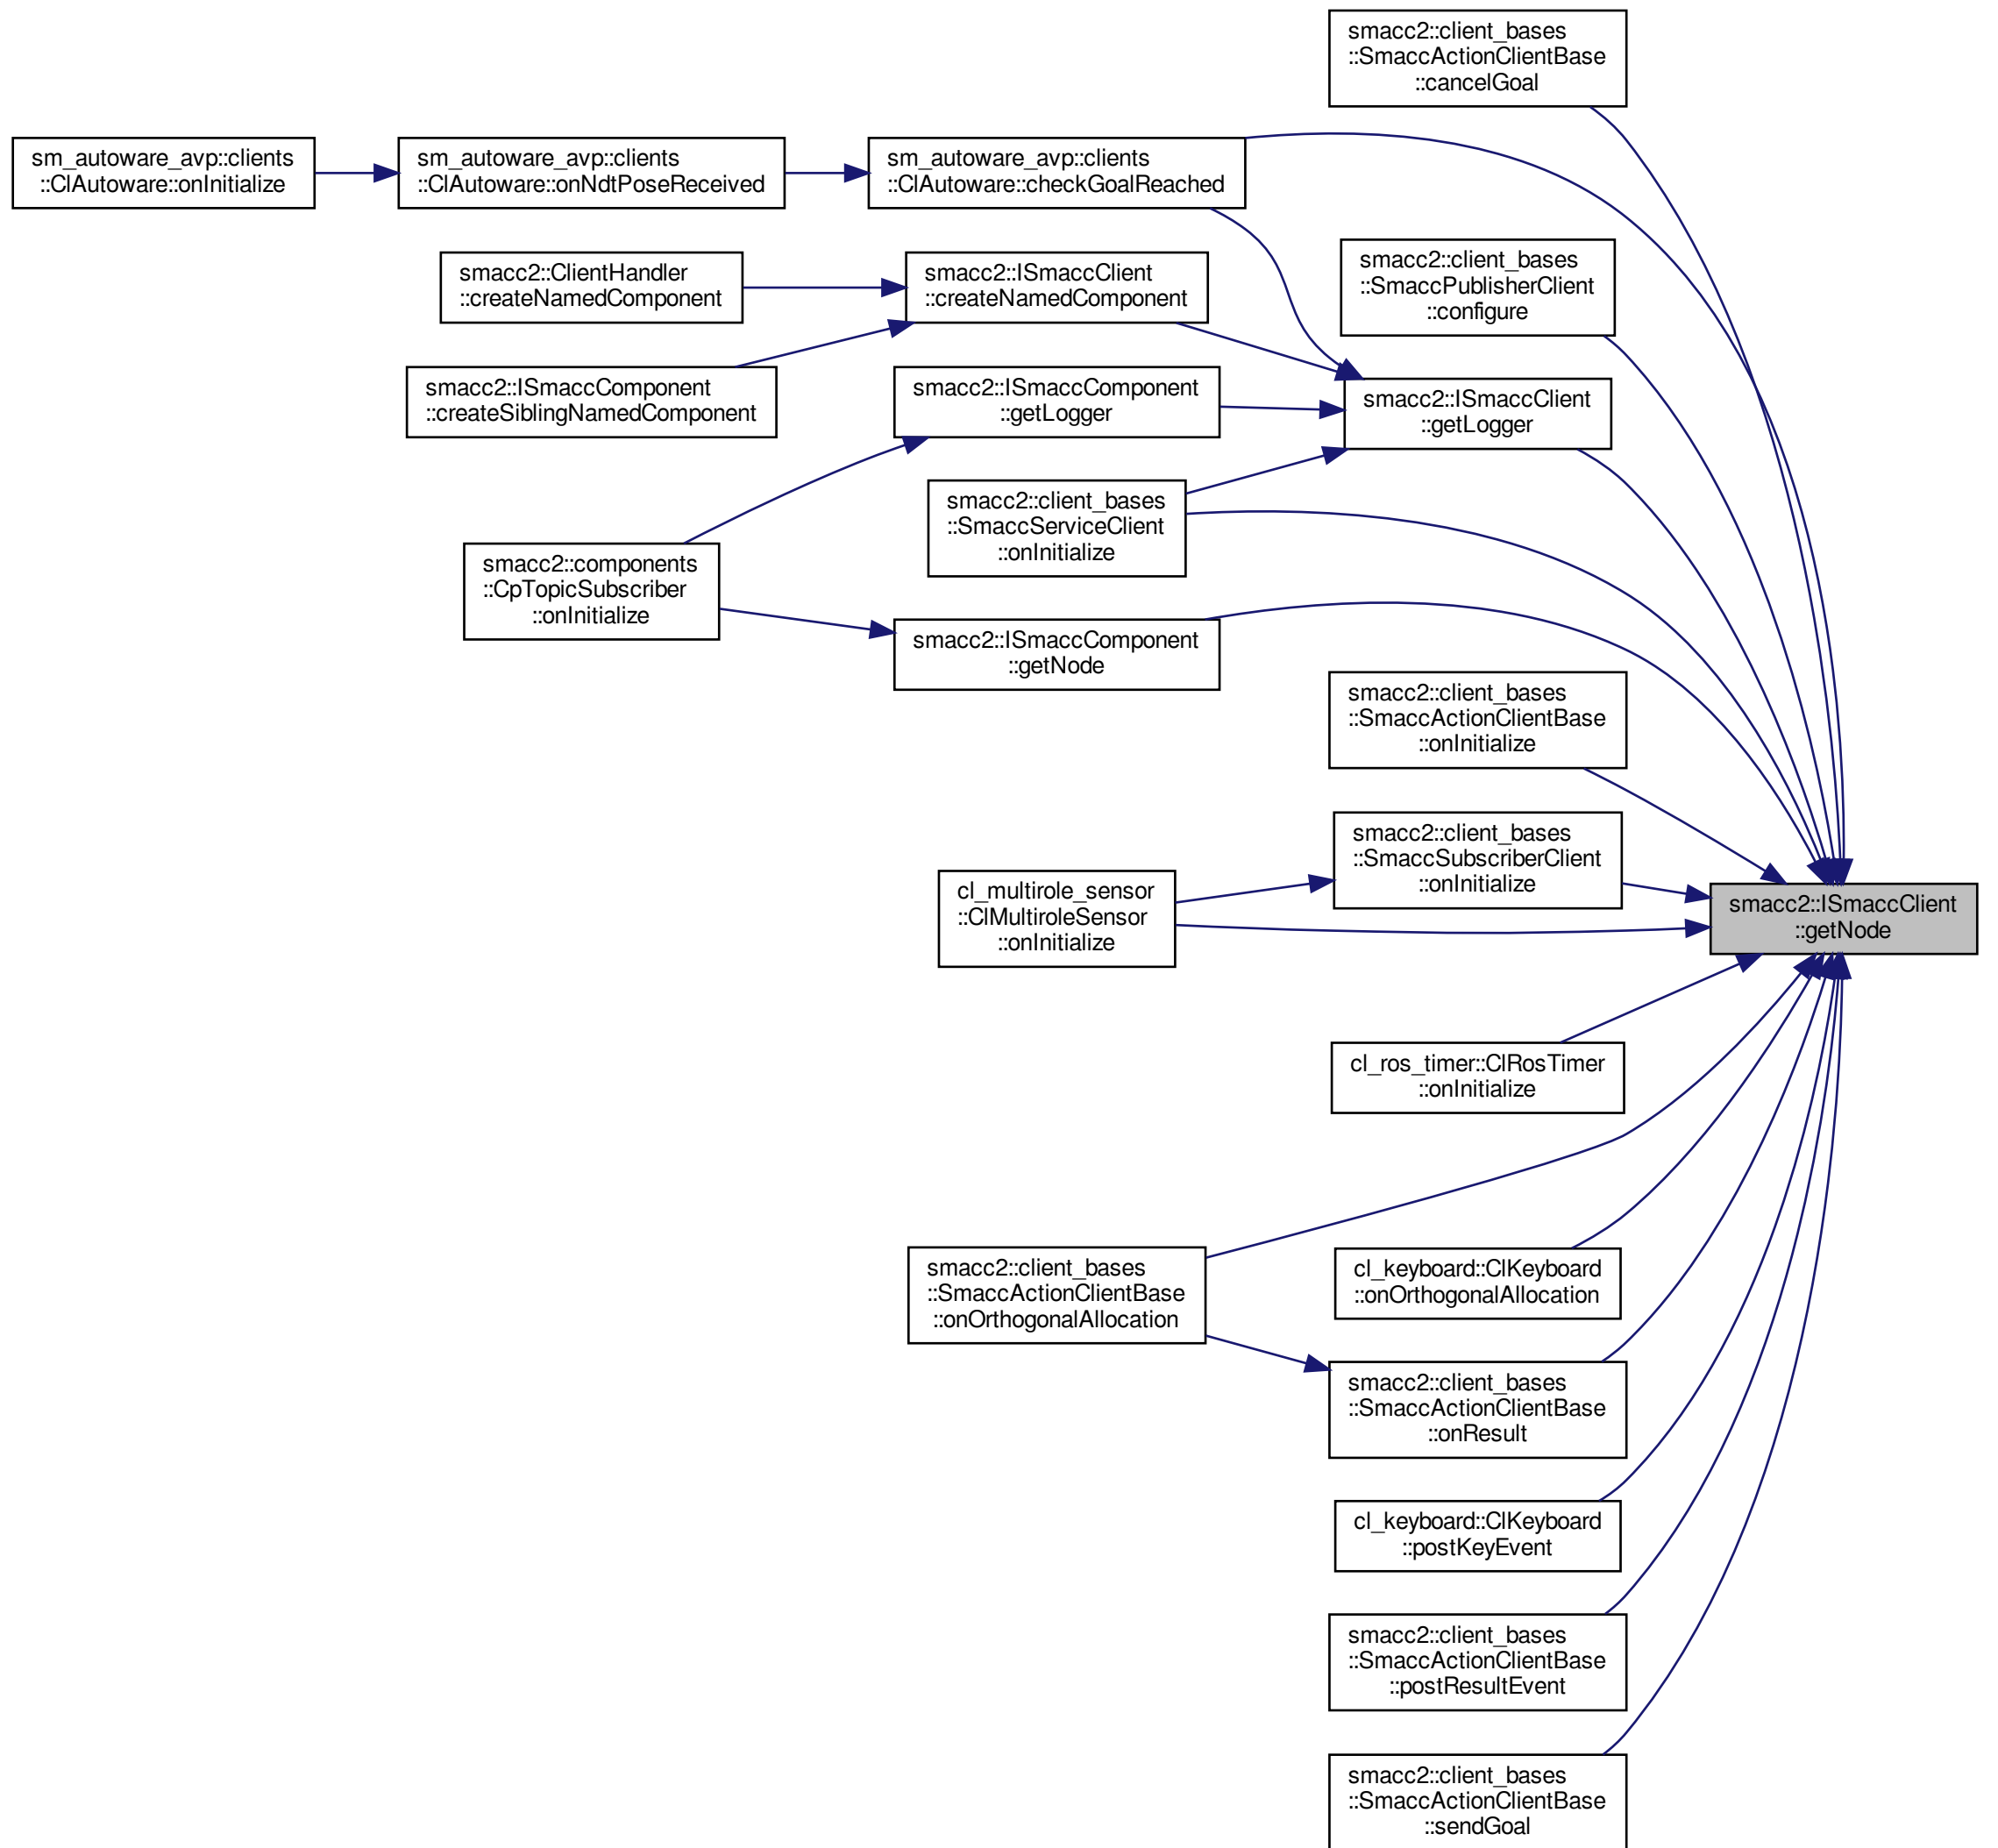 smacc2::client_bases
::SmaccActionClientBase
::cancelGoal
sm_autoware_avp::clients
::ClAutoware::onInitialize
sm_autoware_avp::clients
::ClAutoware::onNdtPoseReceived
sm_autoware_avp::clients
::ClAutoware::checkGoalReached
smacc2::client_bases
::SmaccPublisherClient
::configure
smacc2::ClientHandler
::createNamedComponent
smacc2::ISmaccClient
::createNamedComponent
smacc2::ISmaccComponent
::createSiblingNamedComponent
smacc2::ISmaccComponent
::getLogger
smacc2::ISmaccClient
::getLogger
smacc2::client_bases
::SmaccServiceClient
::onInitialize
smacc2::components
::CpTopicSubscriber
::onInitialize
smacc2::ISmaccComponent
::getNode
smacc2::client_bases
::SmaccActionClientBase
::onInitialize
smacc2::client_bases
::SmaccSubscriberClient
::onInitialize
cl_multirole_sensor
::ClMultiroleSensor
::onInitialize
smacc2::ISmaccClient
::getNode
cl_ros_timer::ClRosTimer
::onInitialize
smacc2::client_bases
::SmaccActionClientBase
::onOrthogonalAllocation
cl_keyboard::ClKeyboard
::onOrthogonalAllocation
smacc2::client_bases
::SmaccActionClientBase
::onResult
cl_keyboard::ClKeyboard
::postKeyEvent
smacc2::client_bases
::SmaccActionClientBase
::postResultEvent
smacc2::client_bases
::SmaccActionClientBase
::sendGoal